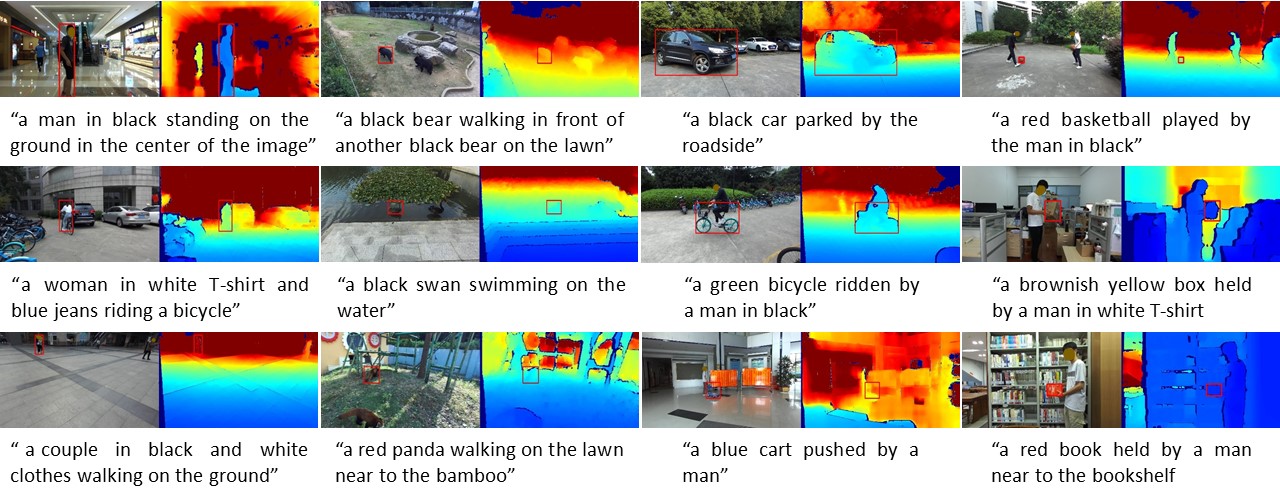 “a man in black standing on the
ground in the center of the image”
“a black bear walking in front of
another black bear on the lawn”
“a black car parked by the
roadside”
“a red basketball played by
the man in black”
“a woman in white T-shirt and
blue jeans riding a bicycle”
“a black swan swimming on the
water”
“a green bicycle ridden by
a man in black”
“a brownish yellow box held
by a man in white T-shirt
“ a couple in black and white
clothes walking on the ground”
“a red panda walking on the lawn
near to the bamboo”
“a blue cart pushed by a
man”
“a red book held by a man
near to the bookshelf